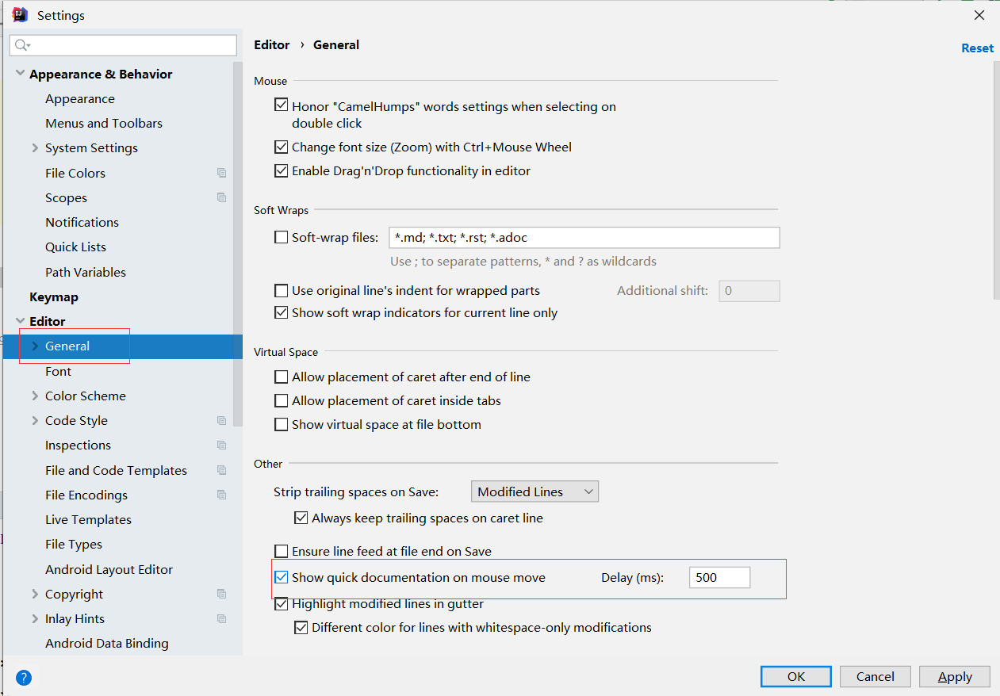 Settings
Appearance & Behavior
Appearance
Menus and Toolbars
System Settings
File Colors
Scopes
Notifications
Quick Lists
Path Variables
Keymap
Editor
General
Font
Color Scheme
Code Style
Inspections
File and Code Templates
File Encodings
Live Templates
File Types
Android Layout Editor
Copyright
Inlay Hints
Android Data Binding
?
Editor › General
Reset
Mouse
Honor "CamelHumps" words settings when selecting on
double click
Change font size (Zoom) with Ctrl+Mouse Wheel
Enable Drag'n'Drop functionality in editor
Soft Wraps
Soft-wrap files: *.md; *.txt; *.rst; *.adoc
Use ; to separate patterns, * and ? as wildcards
Use original line's indent for wrapped parts Additional shift: 0
Show soft wrap indicators for current line only
Virtual Space
Allow placement of caret after end of line
Allow placement of caret inside tabs
Show virtual space at file bottom
Other
Strip trailing spaces on Save: Modified Lines
Always keep trailing spaces on caret line
Ensure line feed at file end on Save
Show quick documentation on mouse move Delay (ms): 500
Highlight modified lines in gutter
Different color for lines with whitespace-only modifications
OK Cancel Apply